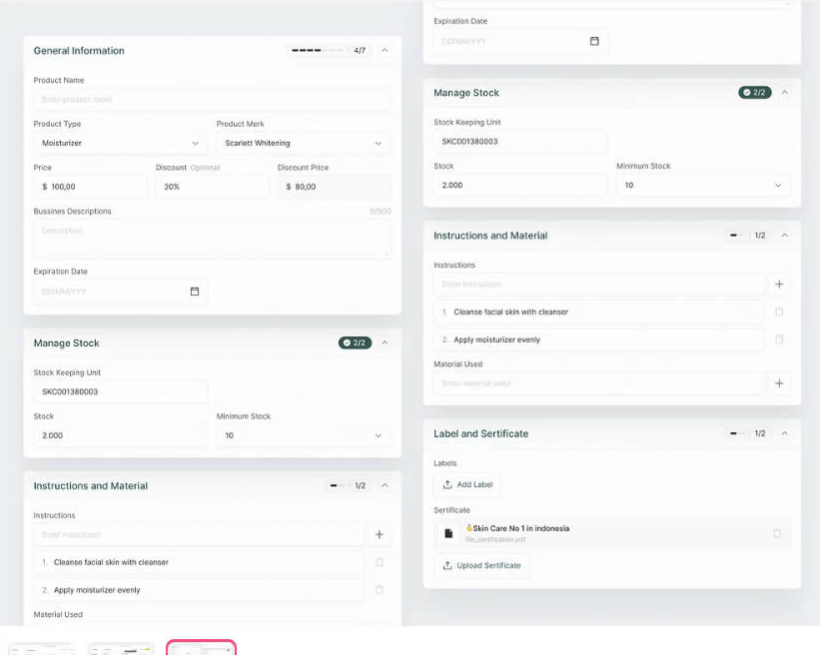 General Information
4/7
Product Name
Enter product name
Product Type
Product Merk
Moisturizer
Scarlett Whitening
Price
Discount Optional
Discount Price
$ 100,00
20%
$ 80,00
Bussines Descriptions
0/500
Description
Expiration Date
DD/MM/YYY
Manage Stock
2/2
Stock Keeping Unit
SKC001380003
Stock
Minimum Stock
2.000
10
Instructions and Material
1/2
Instructions
Enter instruction
1. Cleanse facial skin with cleanser
2. Apply moisturizer evenly
Material Used
Expiration Date
DD/MM/YYY
Manage Stock
2/2
Stock Keeping Unit
SKC001380003
Stock
Minimum Stock
2.000
10
Instructions and Material
1/2
Instructions
Enter instruction
1. Cleanse facial skin with cleanser
2. Apply moisturizer evenly
Material Used
Enter material used
Label and Sertificate
1/2
Labels
Add Label
Sertificate
Skin Care No 1 in indonesia
file_certification.pdf
Upload Sertificate